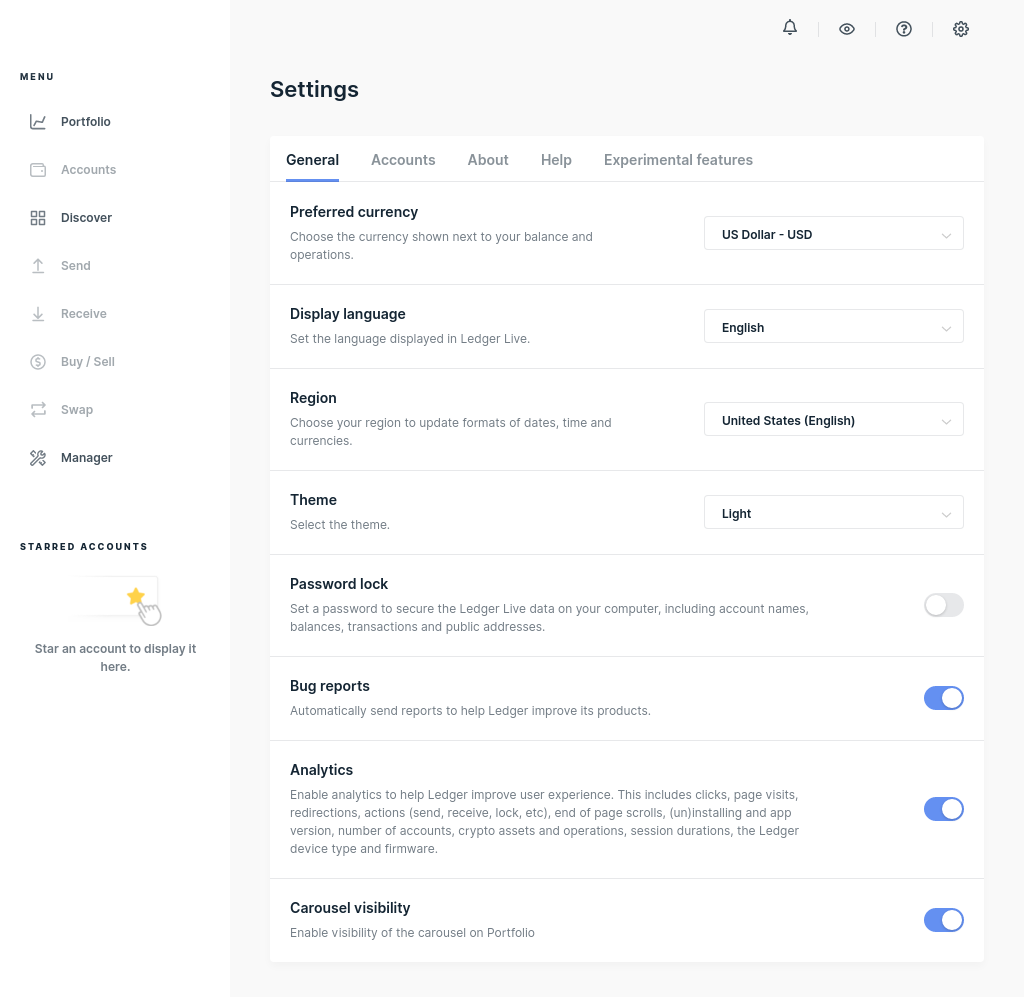 MENU
Portfolio
Accounts
Discover
Send
Receive
Buy / Sell
Swap
Manager
STARRED ACCOUNTS
Star an account to display it
here.
Settings
General Accounts About Help Experimental features
Preferred currency
Choose the currency shown next to your balance and
operations.
US Dollar - USD
Display language
Set the language displayed in Ledger Live.
English
Region
Choose your region to update formats of dates, time and
currencies.
United States (English)
Theme
Select the theme.
Light
Password lock
Set a password to secure the Ledger Live data on your computer, including account names,
balances, transactions and public addresses.
Bug reports
Automatically send reports to help Ledger improve its products.
Analytics
Enable analytics to help Ledger improve user experience. This includes clicks, page visits,
redirections, actions (send, receive, lock, etc), end of page scrolls, (un)installing and app
version, number of accounts, crypto assets and operations, session durations, the Ledger
device type and firmware.
Carousel visibility
Enable visibility of the carousel on Portfolio